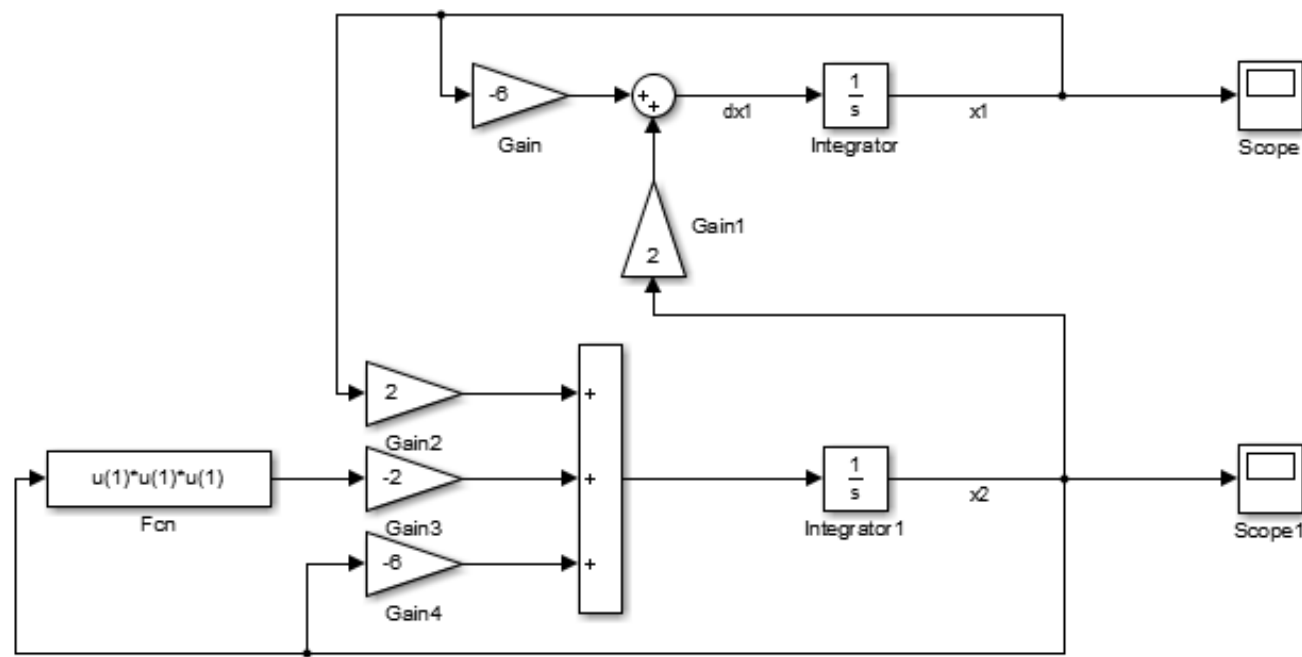 -6
Gain
+
+
dx1
1
s
Integrator
x1
Scope
Gain1
2
2
Gain2
+
u(1)*u(1)*u(1)
Fcn
-2
Gain3
+
1
s
Integrator1
x2
Scope1
-6
Gain4
+